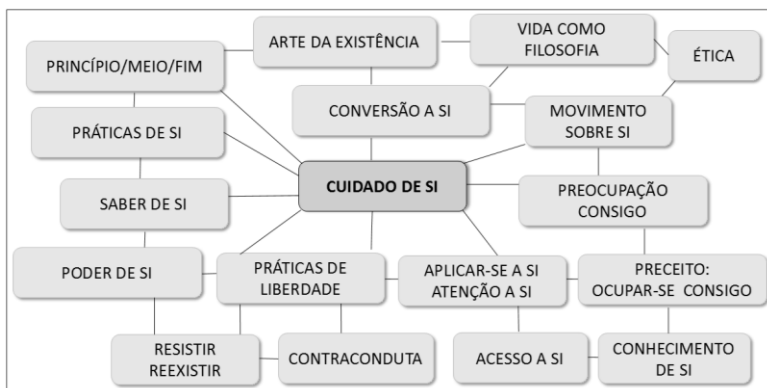 ARTE DA EXISTÊNCIA
VIDA COMO
FILOSOFIA
ÉTICA
PRINCÍPIO/MEIO/FIM
CONVERSÃO A SI
MOVIMENTO
SOBRE SI
PRÁTICAS DE SI
CUIDADO DE SI
SABER DE SI
PREOCUPAÇÃO
CONSIGO
PODER DE SI
PRÁTICAS DE
LIBERDADE
APLICAR-SE A SI
ATENÇÃO A SI
PRECEITO:
OCUPAR-SE CONSIGO
RESISTIR
REEXISTIR
CONTRACONDUTA
ACESSO A SI
CONHECIMENTO
DE SI